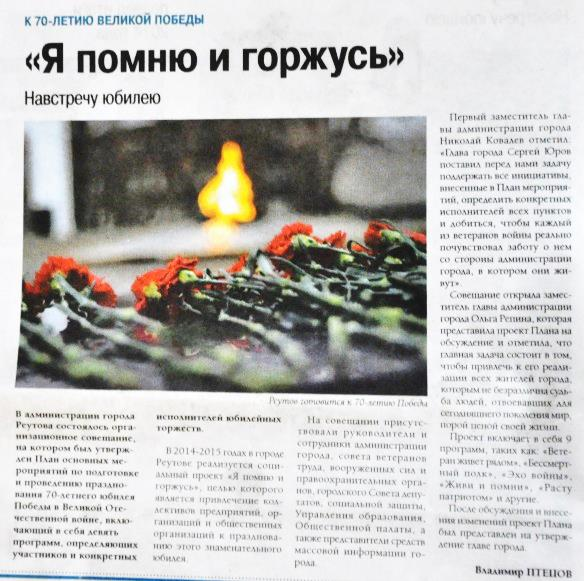 К 70-ЛЕТИЮ ВЕЛИКОЙ ПОБЕДЫ
«Я помню и горжусь»
Навстречу юбилею
Реутов готовится к 70-летию Победы
В администрации города
Реутова состоялось орга-
низационное совещание,
на котором был утверж-
ден План основных ме-
роприятий по подготовке
и проведению празднo-
вания 70-летнего юбилея
Победы в Великой Оте-
чественной войне, вклю-
чающий в себя девять
программ, определяющих
участников и конкретных
исполнителей юбилейных
торжеств.
В 2014-2015 годах в городе
Реутове реализуется соци-
альный проект «Я помню и
горжусь», целью которого
является привлечение кол-
лективов предприятий, ор-
ганизаций и общественных
организаций к празднова-
нию этого знаменательного
юбилея.
На совещании присутс-
твовали руководители и
сотрудники администрации
города, совета ветеранов
труда, вооруженных сил и
правоохранительных орга-
нов, городского Совета депу-
татов, социальной защиты,
Управления образования,
Общественной палаты, а
также представители средств
массовой информации го-
рода.
Первый заместитель гла-
вы администрации города
Николай Ковалев отметил:
«Глава города Сергей Юров
поставил перед нами задачу
поддержать все инициативы,
внесенные в План мероприя-
тий, определить конкретных
исполнителей всех пунктов
и добиться, чтобы каждый
из ветеранов войны реально
почувствовал заботу о нем
со стороны администрации
города, в котором они жи-
вут».
Совещание открыла замес-
титель главы администрации
города Ольга Репина, которая
представила проект Плана на
обсуждение и отметила, что
главная задача состоит в том,
чтобы привлечь к его реали-
зации всех жителей города,
которым не безразлична судь-
ба людей, отвоевавших для
сегодняшнего поколения мир,
порой ценой своей жизни.
Проект включает в себя 9
программ, таких как: «Вете-
ран живет рядом», «Бессмерт-
ный полк», «Эхо войны»,
«Живи и помни», «Расту
патриотом» и другие.
После обсуждения и вне-
сения изменений проект Плана
был представлен на утверж-
дение главе города.
Владимир ПТЕЦОВ